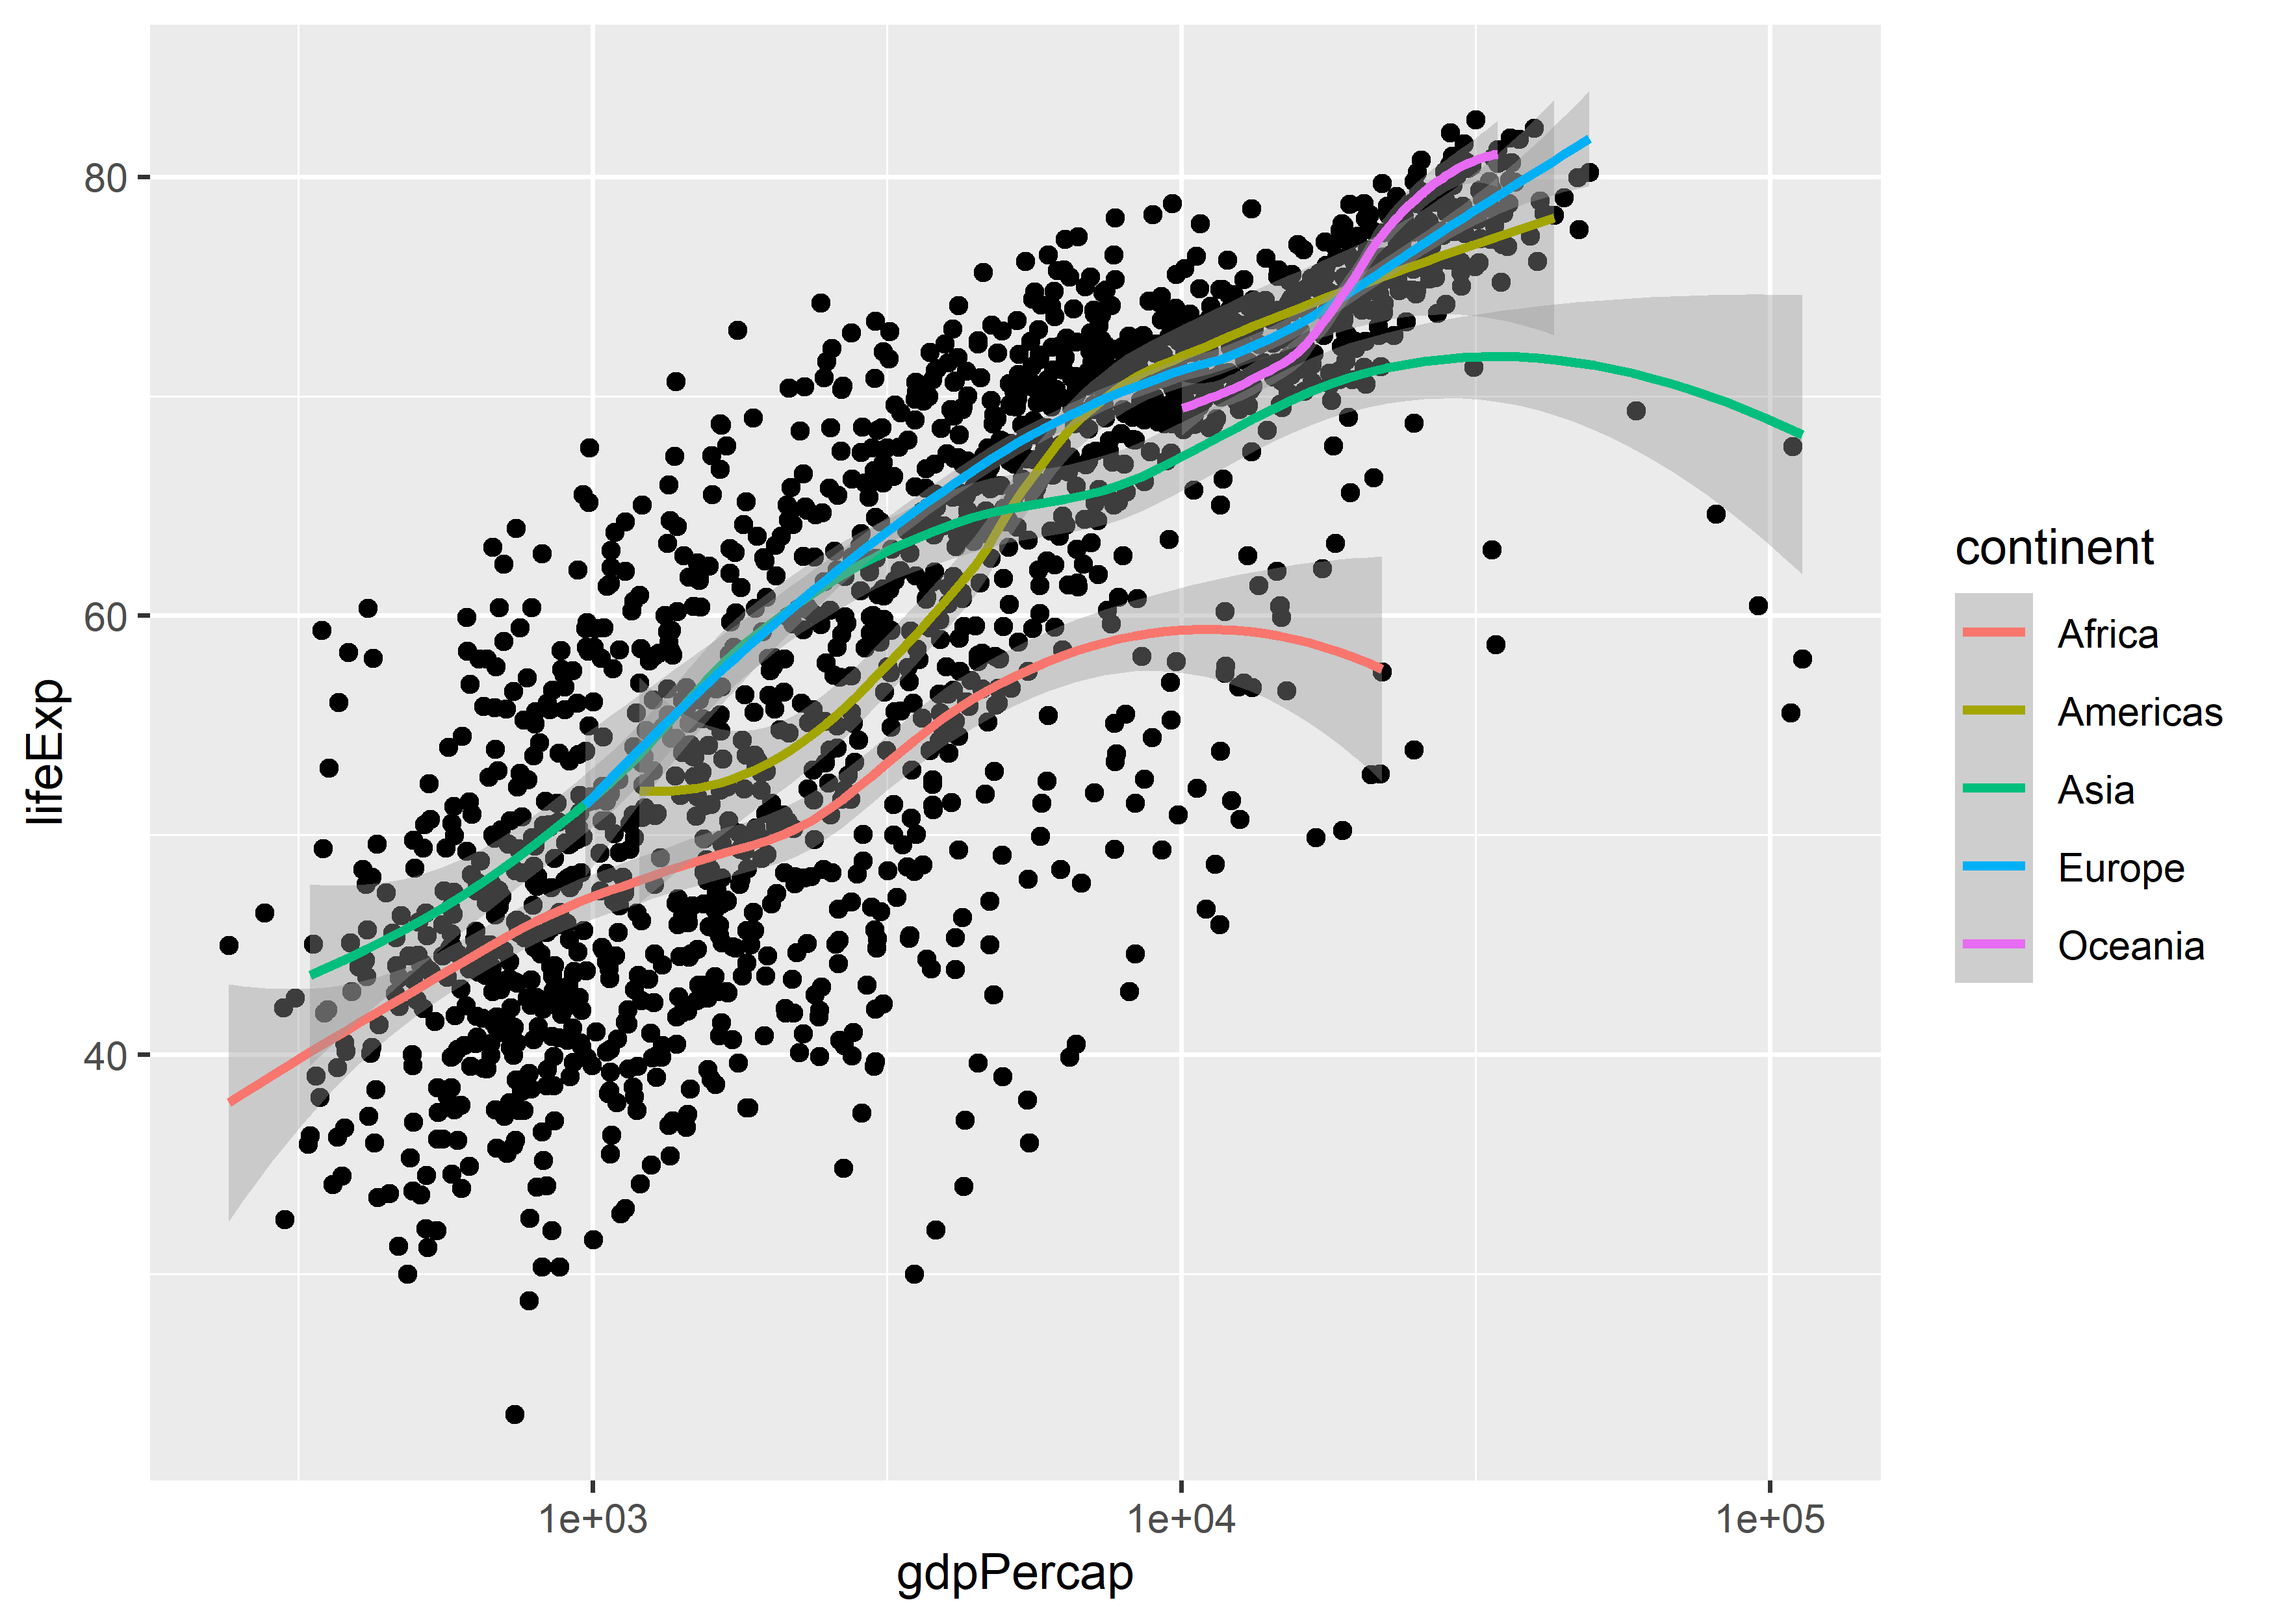 80
60
40
lifeExp
1e+03 1e+04 1e+05
gdpPercap
continent
Africa
Americas
Asia
Europe
Oceania